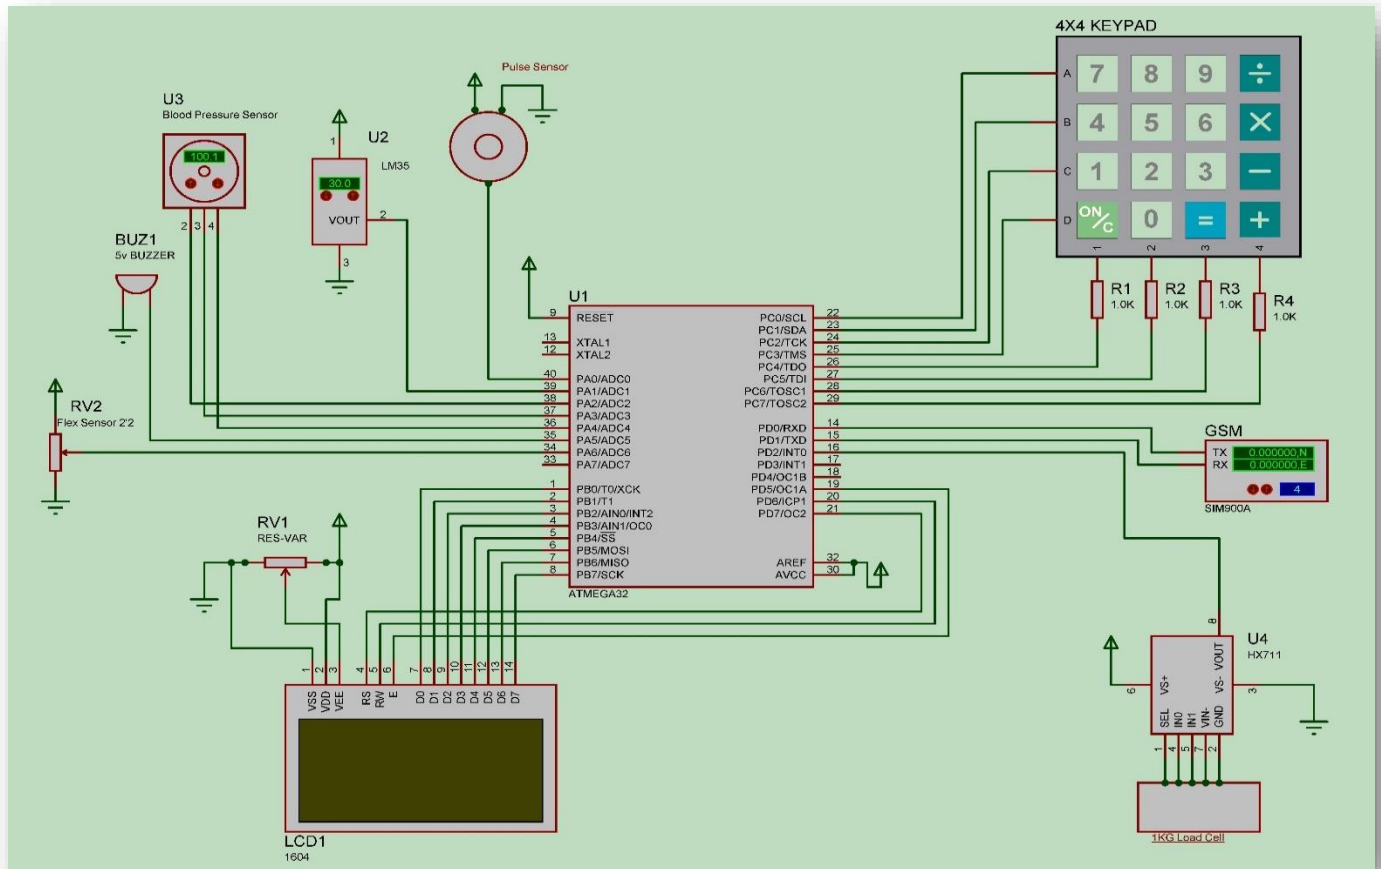 4X4 KEYPAD
A
7
8
9
÷
B
4
5
6
×
C
1
2
3
−
D
ON/C
0
=
+
1
2
3
4
R1
1.0K
R2
1.0K
R3
1.0K
R4
1.0K
Pulse Sensor
U3
Blood Pressure Sensor
100.1
2
3
4
U2
LM35
1
30.0
VOUT
2
3
BUZ1
5v BUZZER
RV2
Flex Sensor 2'2
U1
9 RESET
13 XTAL1
12 XTAL2
40 PA0/ADC0
39 PA1/ADC1
38 PA2/ADC2
37 PA3/ADC3
36 PA4/ADC4
35 PA5/ADC5
34 PA6/ADC6
33 PA7/ADC7
1 PB0/T0/XCK
2 PB1/T1
3 PB2/AIN0/INT2
4 PB3/AIN1/OC0
5 PB4/SS
6 PB5/MOSI
7 PB6/MISO
8 PB7/SCK
PC0/SCL 22
PC1/SDA 23
PC2/TCK 24
PC3/TMS 25
PC4/TDO 26
PC5/TDI 27
PC6/TOSC1 28
PC7/TOSC2 29
PD0/RXD 14
PD1/TXD 15
PD2/INT0 16
PD3/INT1 17
PD4/OC1B 18
PD5/OC1A 19
PD6/ICP1 20
PD7/OC2 21
AREF 32
AVCC 30
ATMEGA32
GSM
TX 0.000000,N
RX 0.000000,E
4
SIM900A
RV1
RES-VAR
1 VSS
2 VDD
3 VEE
4 RS
5 RW
6 E
7 D0
8 D1
9 D2
10 D3
11 D4
12 D5
13 D6
14 D7
LCD1
1604
U4
HX711
8 VOUT
6 VS+
VS- 3
SEL 1
IN0 4
IN1 5
VIN- 7
GND 2
1KG Load Cell